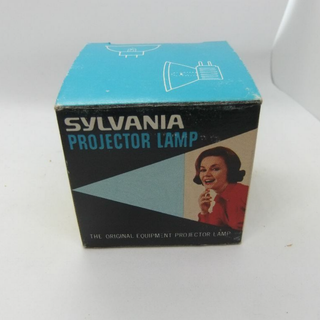 SYLVANIA
PROJECTOR LAMP
THE ORIGINAL EQUIPMENT PROJECTOR LAMP